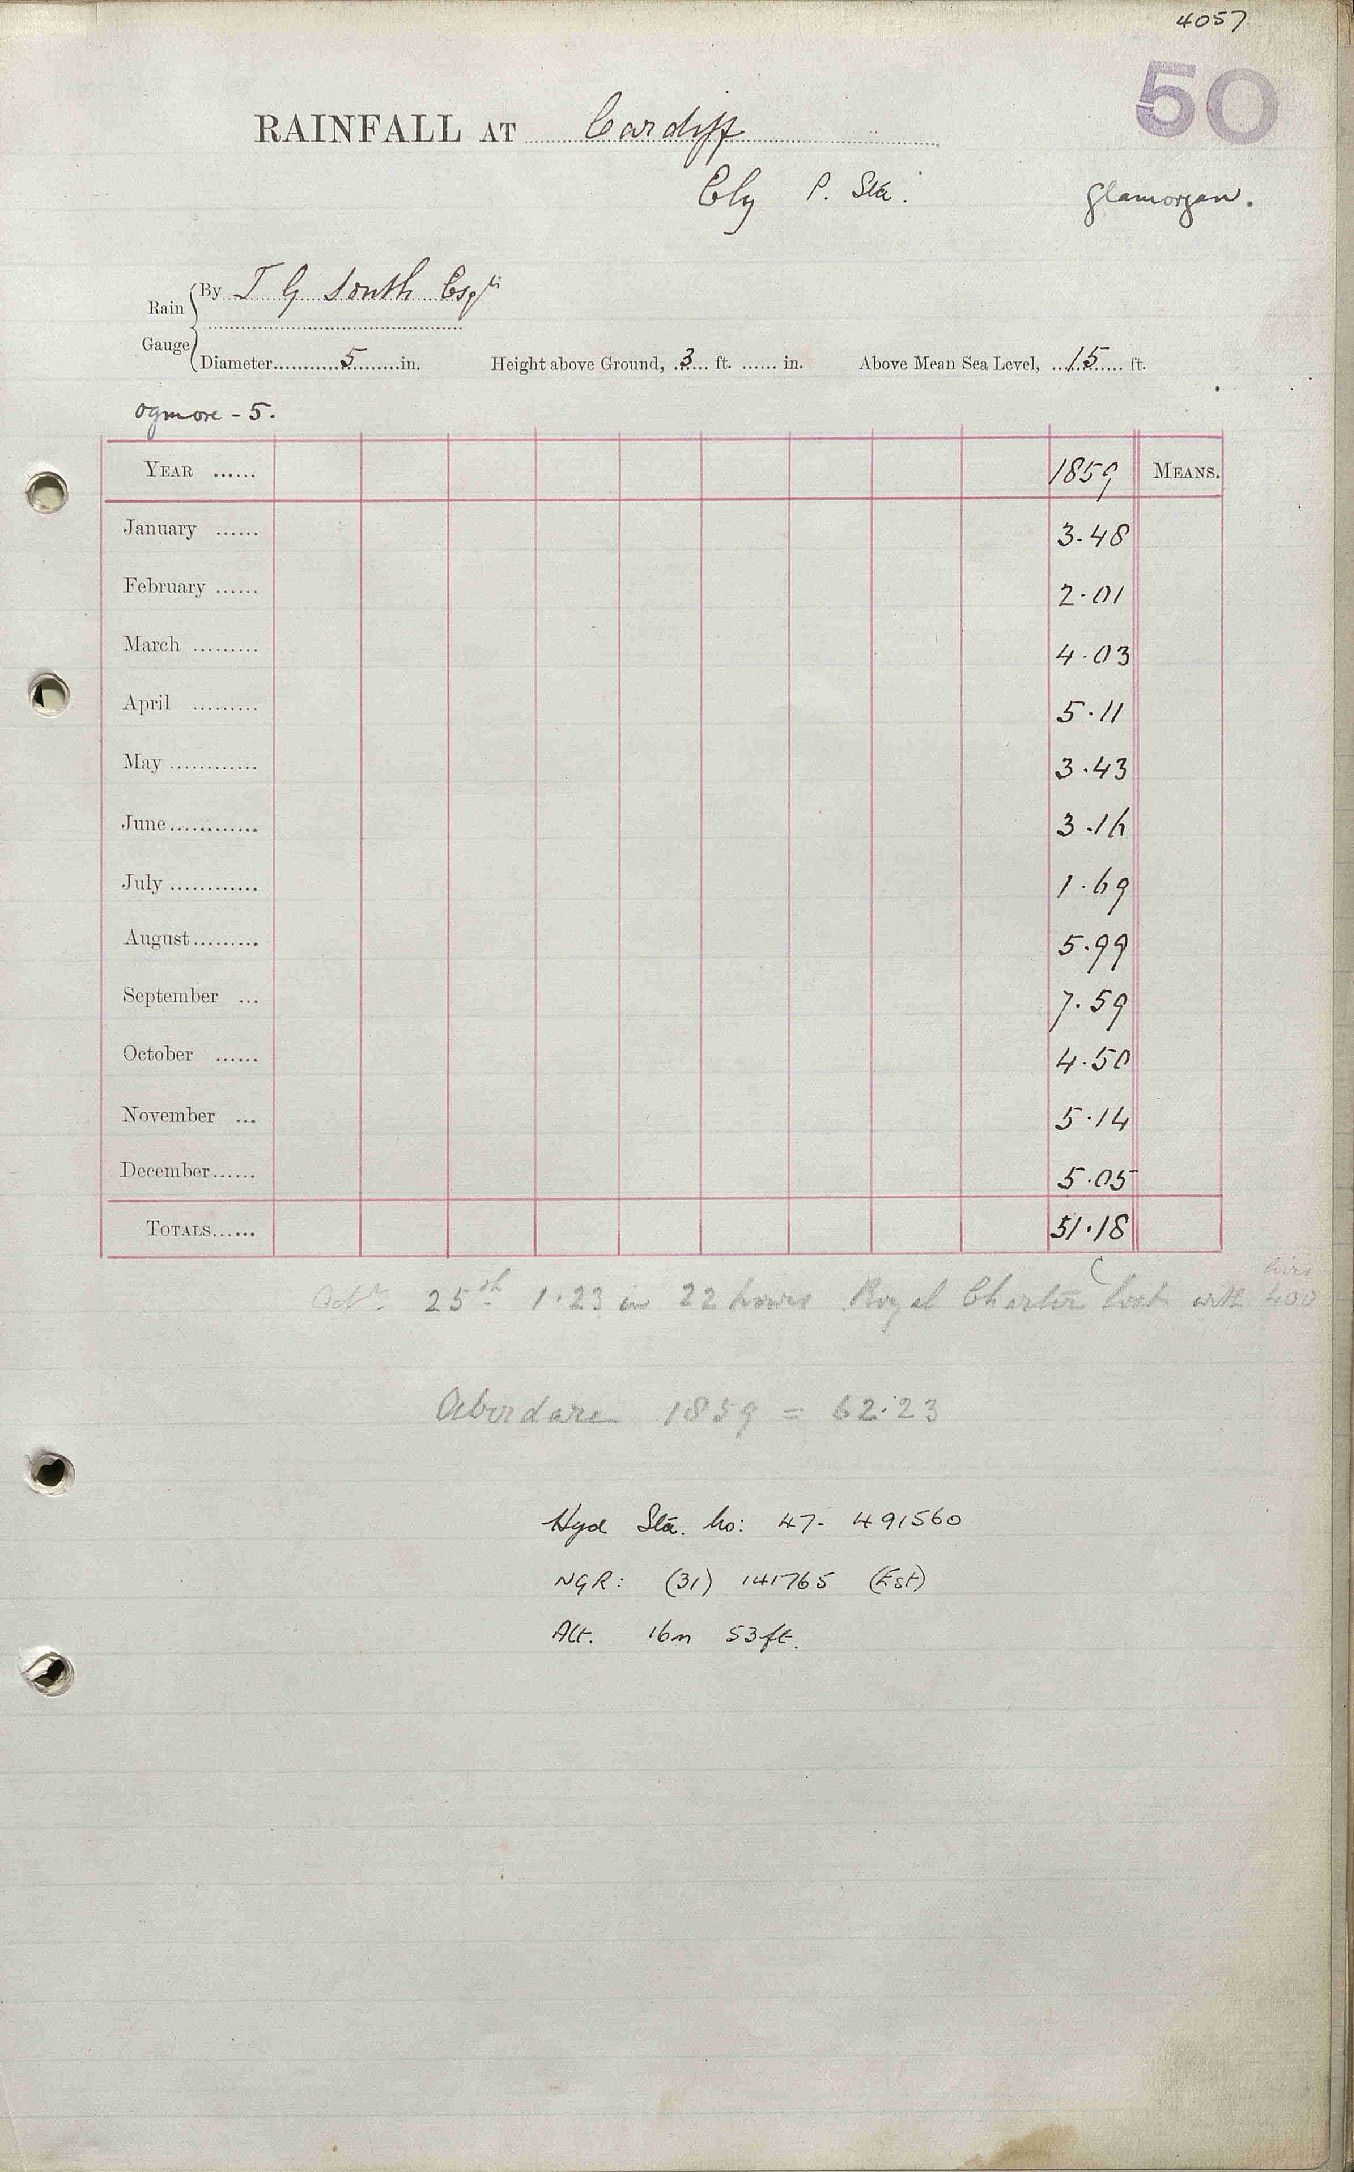 4057
50
RAINFALL AT Cardiff
Ely P. Sta.
Glamorgan.
Rain Gauge
By T G South Esqr
Diameter 5 in. Height above Ground, 3 ft. in. Above Mean Sea Level, 15 ft.
Ogmore - 5.
YEAR 1859 MEANS.
January 3.48
February 2.01
March 4.03
April 5.11
May 3.43
June 3.16
July 1.69
August 5.99
September 7.59
October 4.50
November 5.14
December 5.05
TOTALS 51.18
Octr. 25th 1.23 in 22 hours Royal Charter lost with 400 lives
Aberdare 1859 = 62.23
Hyd Sta. No: 47- 491560
NGR: (31) 141765 (Est)
Alt. 16m 53ft.